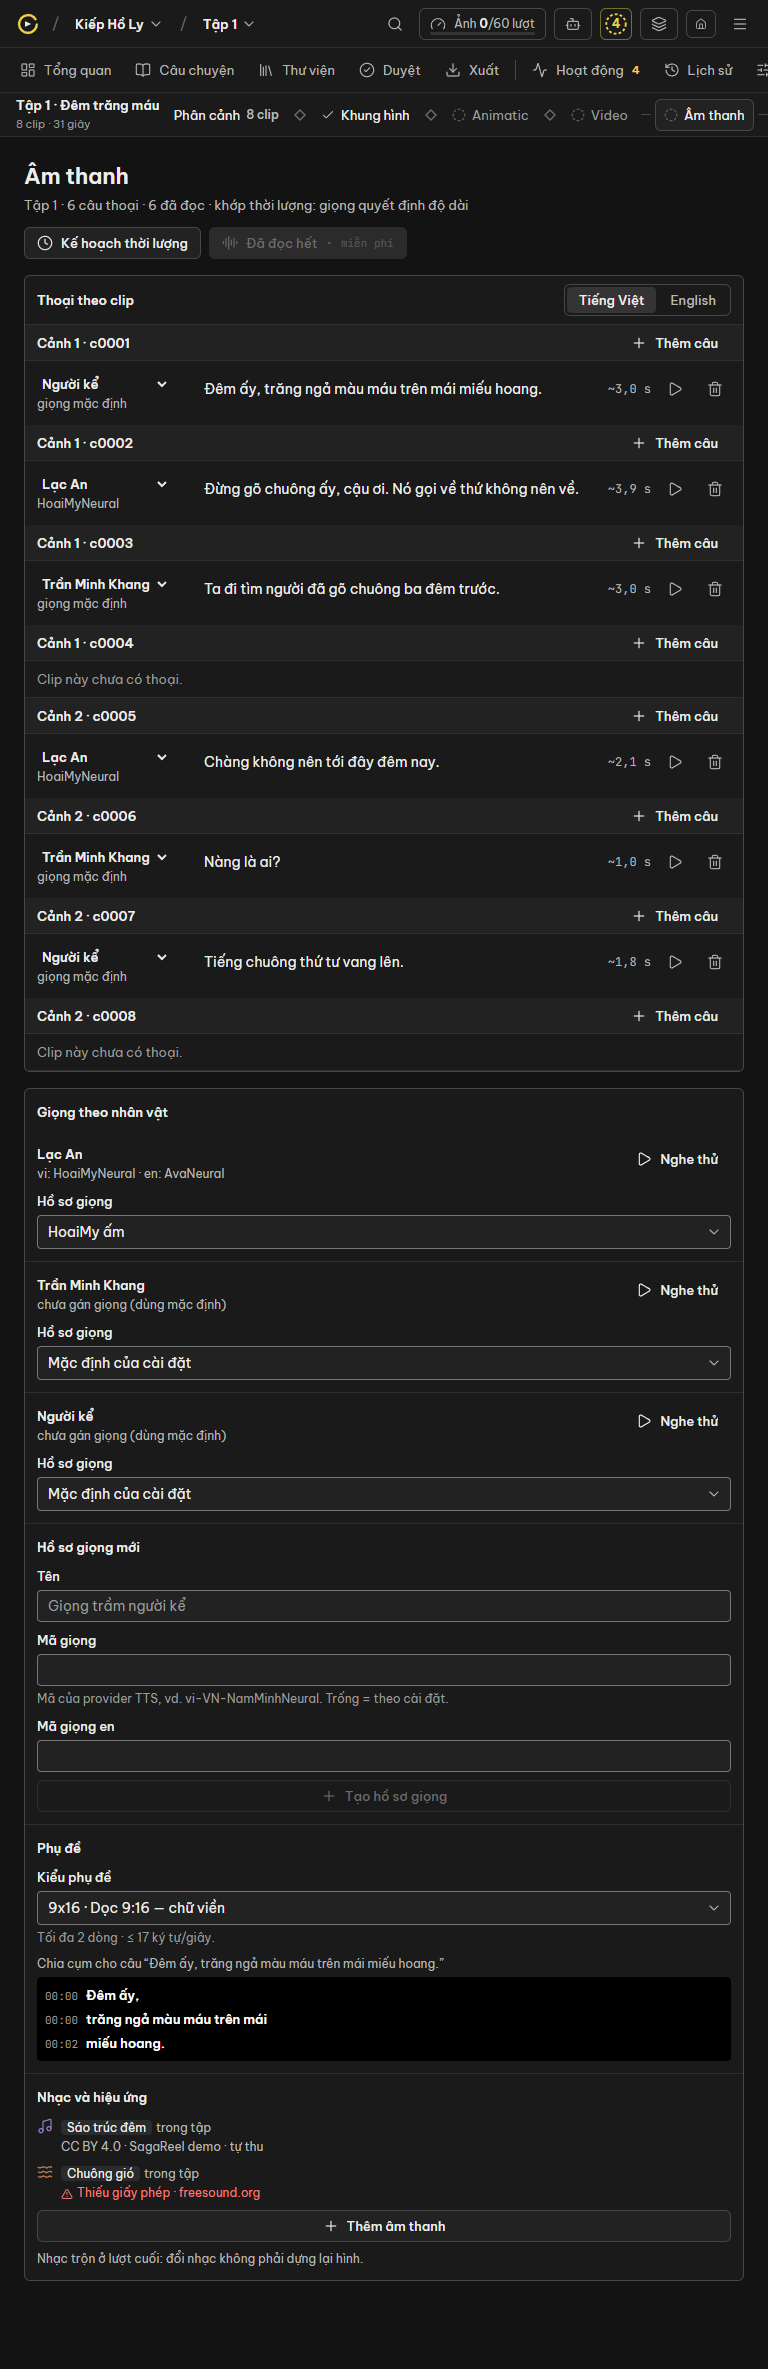 Kiếp Hồ Ly / Tập 1
Ảnh 0/60 lượt
4
Tổng quan Câu chuyện Thư viện Duyệt Xuất Hoạt động 4 Lịch sử
Tập 1 · Đêm trăng máu
8 clip · 31 giây
Phân cảnh 8 clip Khung hình Animatic Video Âm thanh
Âm thanh
Tập 1 · 6 câu thoại · 6 đã đọc · khớp thời lượng: giọng quyết định độ dài
Kế hoạch thời lượng
Đã đọc hết · miễn phí
Thoại theo clip
Tiếng Việt English
Cảnh 1 · c0001 Thêm câu
Người kể Đêm ấy, trăng ngả màu máu trên mái miếu hoang. ~3,0 s
giọng mặc định
Cảnh 1 · c0002 Thêm câu
Lạc An Đừng gõ chuông ấy, cậu ơi. Nó gọi về thứ không nên về. ~3,9 s
HoaiMyNeural
Cảnh 1 · c0003 Thêm câu
Trần Minh Khang Ta đi tìm người đã gõ chuông ba đêm trước. ~3,0 s
giọng mặc định
Cảnh 1 · c0004 Thêm câu
Clip này chưa có thoại.
Cảnh 2 · c0005 Thêm câu
Lạc An Chàng không nên tới đây đêm nay. ~2,1 s
HoaiMyNeural
Cảnh 2 · c0006 Thêm câu
Trần Minh Khang Nàng là ai? ~1,0 s
giọng mặc định
Cảnh 2 · c0007 Thêm câu
Người kể Tiếng chuông thứ tư vang lên. ~1,8 s
giọng mặc định
Cảnh 2 · c0008 Thêm câu
Clip này chưa có thoại.
Giọng theo nhân vật
Lạc An Nghe thử
vi: HoaiMyNeural · en: AvaNeural
Hồ sơ giọng
HoaiMy ấm
Trần Minh Khang Nghe thử
chưa gán giọng (dùng mặc định)
Hồ sơ giọng
Mặc định của cài đặt
Người kể Nghe thử
chưa gán giọng (dùng mặc định)
Hồ sơ giọng
Mặc định của cài đặt
Hồ sơ giọng mới
Tên
Giọng trầm người kể
Mã giọng
Mã của provider TTS, vd. vi-VN-NamMinhNeural. Trống = theo cài đặt.
Mã giọng en
Tạo hồ sơ giọng
Phụ đề
Kiểu phụ đề
9x16 · Dọc 9:16 — chữ viền
Tối đa 2 dòng · ≤ 17 ký tự/giây.
Chia cụm cho câu “Đêm ấy, trăng ngả màu máu trên mái miếu hoang.”
00:00 Đêm ấy,
00:00 trăng ngả màu máu trên mái
00:02 miếu hoang.
Nhạc và hiệu ứng
Sáo trúc đêm trong tập
CC BY 4.0 · SagaReel demo · tự thu
Chuông gió trong tập
Thiếu giấy phép · freesound.org
Thêm âm thanh
Nhạc trộn ở lượt cuối: đổi nhạc không phải dựng lại hình.